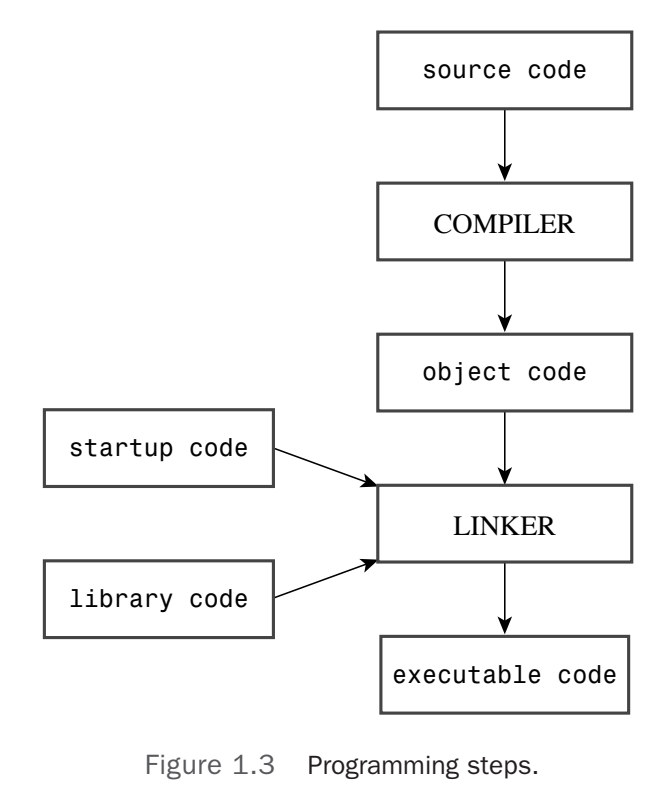 source code
COMPILER
object code
startup code
LINKER
library code
executable code
Figure 1.3 Programming steps.